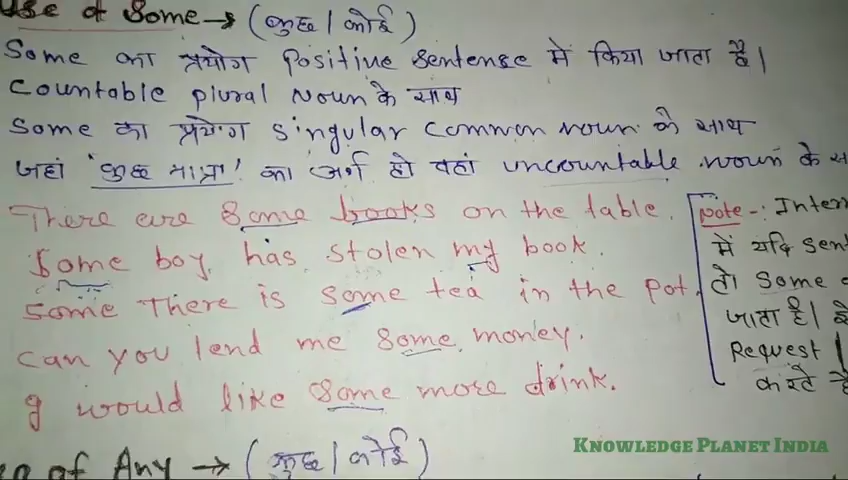 Use of Some → (कुछ / कोई)
Some का प्रयोग Positive Sentense में किया जाता है।
Countable plural Noun के साथ
Some का प्रयोग singular common noun के साथ
जहां 'कुछ मात्रा' का अर्थ हो वहां uncountable noun के
There are Some books on the table.
Some boy has stolen my book.
Some There is some tea in the pot.
Can you lend me Some money.
I would like Some more drink.
Note -:
में यदि
तो Some
जाता है।
Request
करते है
of Any → (कुछ / कोई)
KNOWLEDGE PLANET INDIA